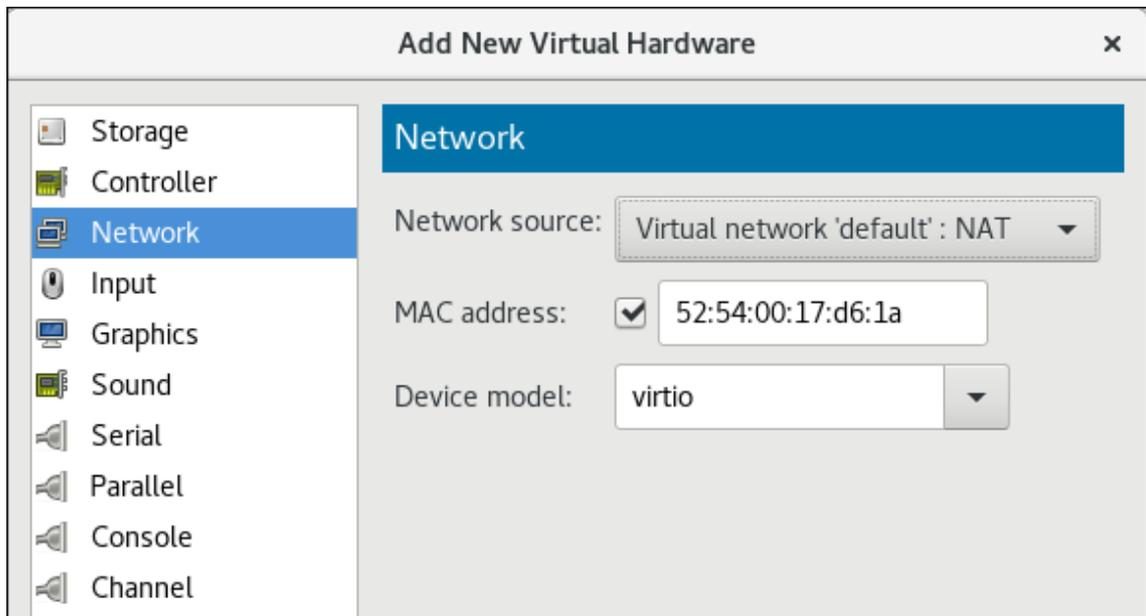 Add New Virtual Hardware ×
Storage
Controller
Network
Input
Graphics
Sound
Serial
Parallel
Console
Channel
Network
Network source: Virtual network 'default' : NAT
MAC address: 52:54:00:17:d6:1a
Device model: virtio